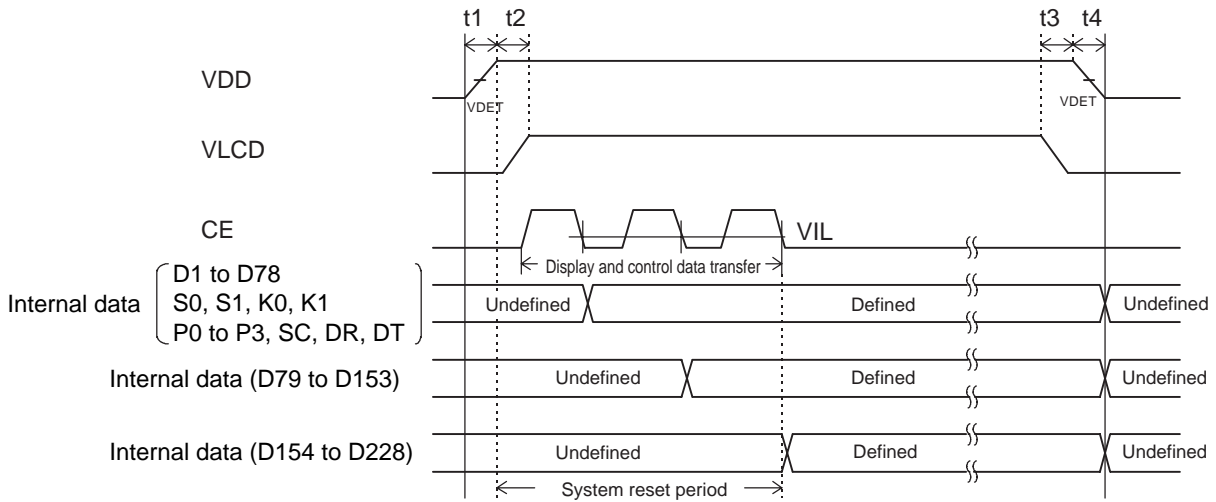 t1 t2 t3 t4
VDD
VDET VDET
VLCD
CE
VIL
Display and control data transfer
Internal data
D1 to D78
S0, S1, K0, K1
P0 to P3, SC, DR, DT
Undefined Defined Undefined
Internal data (D79 to D153)
Undefined Defined Undefined
Internal data (D154 to D228)
Undefined Defined Undefined
System reset period